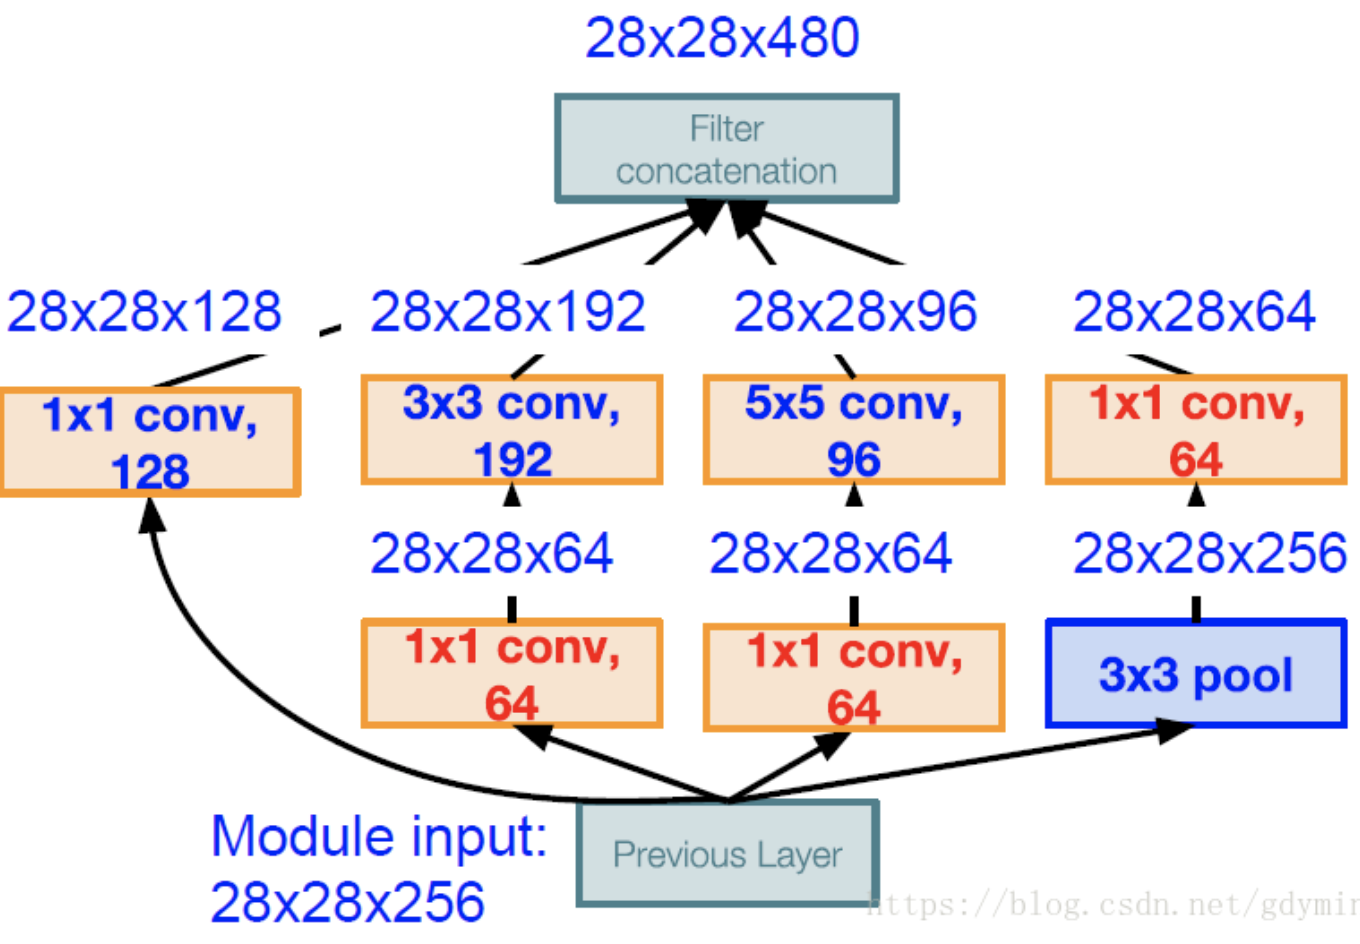 28x28x480
Filter
concatenation
28x28x128
28x28x192
28x28x96
28x28x64
1x1 conv,
128
3x3 conv,
192
5x5 conv,
96
1x1 conv,
64
28x28x64
28x28x64
28x28x256
1x1 conv,
64
1x1 conv,
64
3x3 pool
Module input:
28x28x256
Previous Layer
https://blog.csdn.net/gdymin